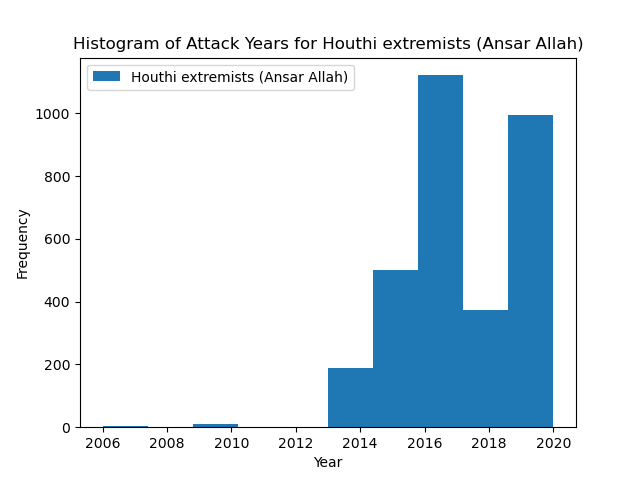 Histogram of Attack Years for Houthi extremists (Ansar Allah)
Houthi extremists (Ansar Allah)
1000
800
600
400
200
0
Frequency
2006 2008 2010 2012 2014 2016 2018 2020
Year